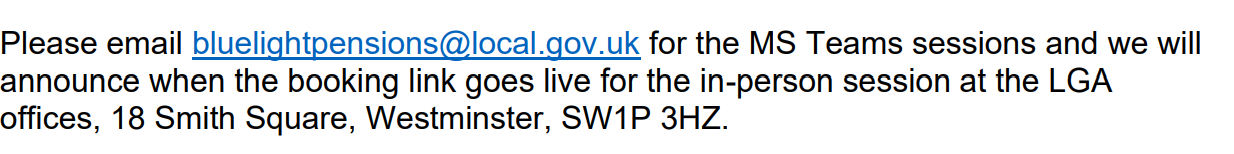 Please email bluelightpensions@local.gov.uk for the MS Teams sessions and we will
announce when the booking link goes live for the in-person session at the LGA
offices, 18 Smith Square, Westminster, SW1P 3HZ.